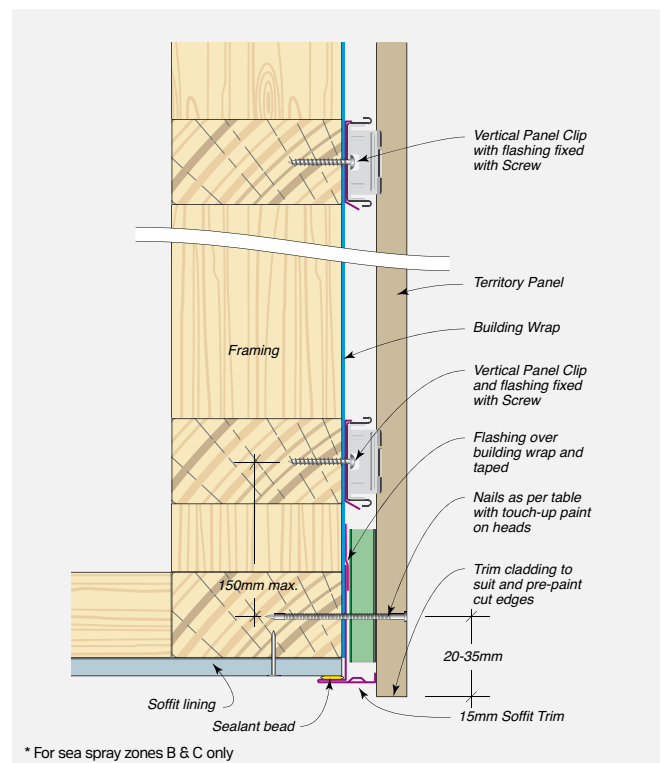 Vertical Panel Clip
with flashing fixed
with Screw
Territory Panel
Building Wrap
Framing
Vertical Panel Clip
and flashing fixed
with Screw
Flashing over
building wrap and
taped
Nails as per table
with touch-up paint
on heads
Trim cladding to
suit and pre-paint
cut edges
150mm max.
20-35mm
Soffit lining
Sealant bead
15mm Soffit Trim
* For sea spray zones B & C only